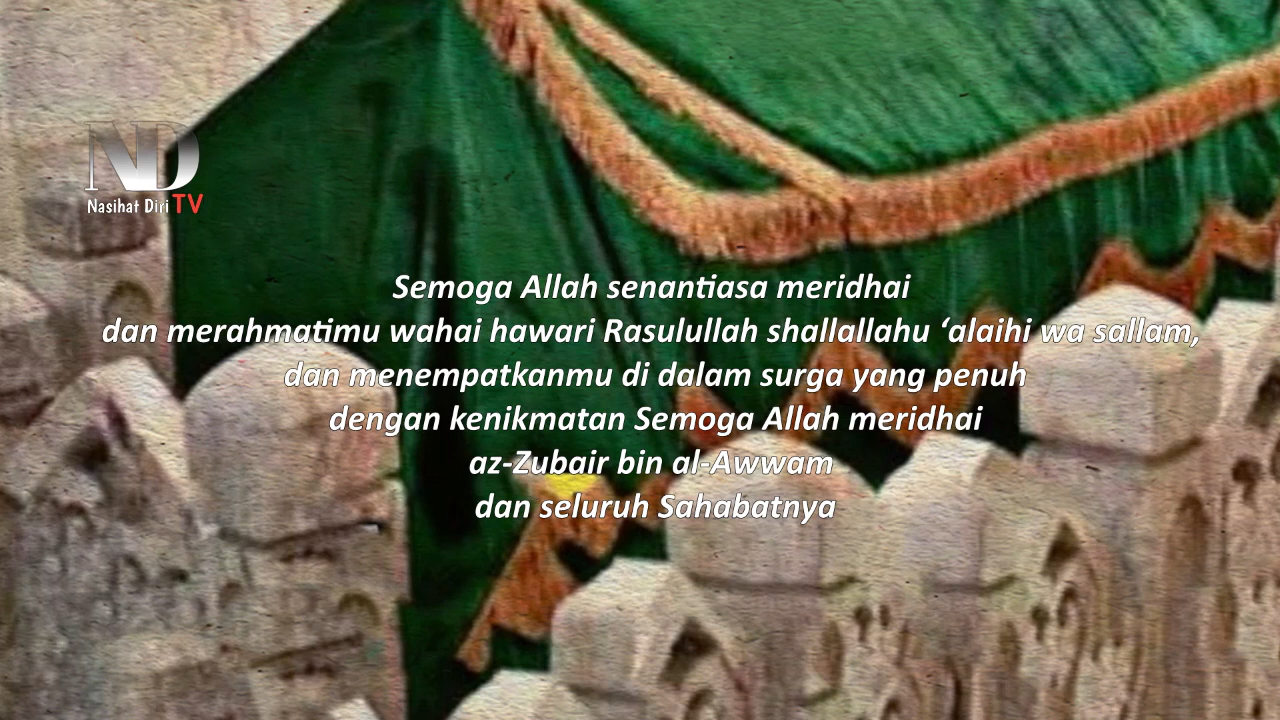 ND
Nasihat Diri TV
Semoga Allah senantiasa meridhai
dan merahmatimu wahai hawari Rasulullah shallallahu ‘alaihi wa sallam,
dan menempatkanmu di dalam surga yang penuh
dengan kenikmatan Semoga Allah meridhai
az-Zubair bin al-Awwam
dan seluruh Sahabatnya